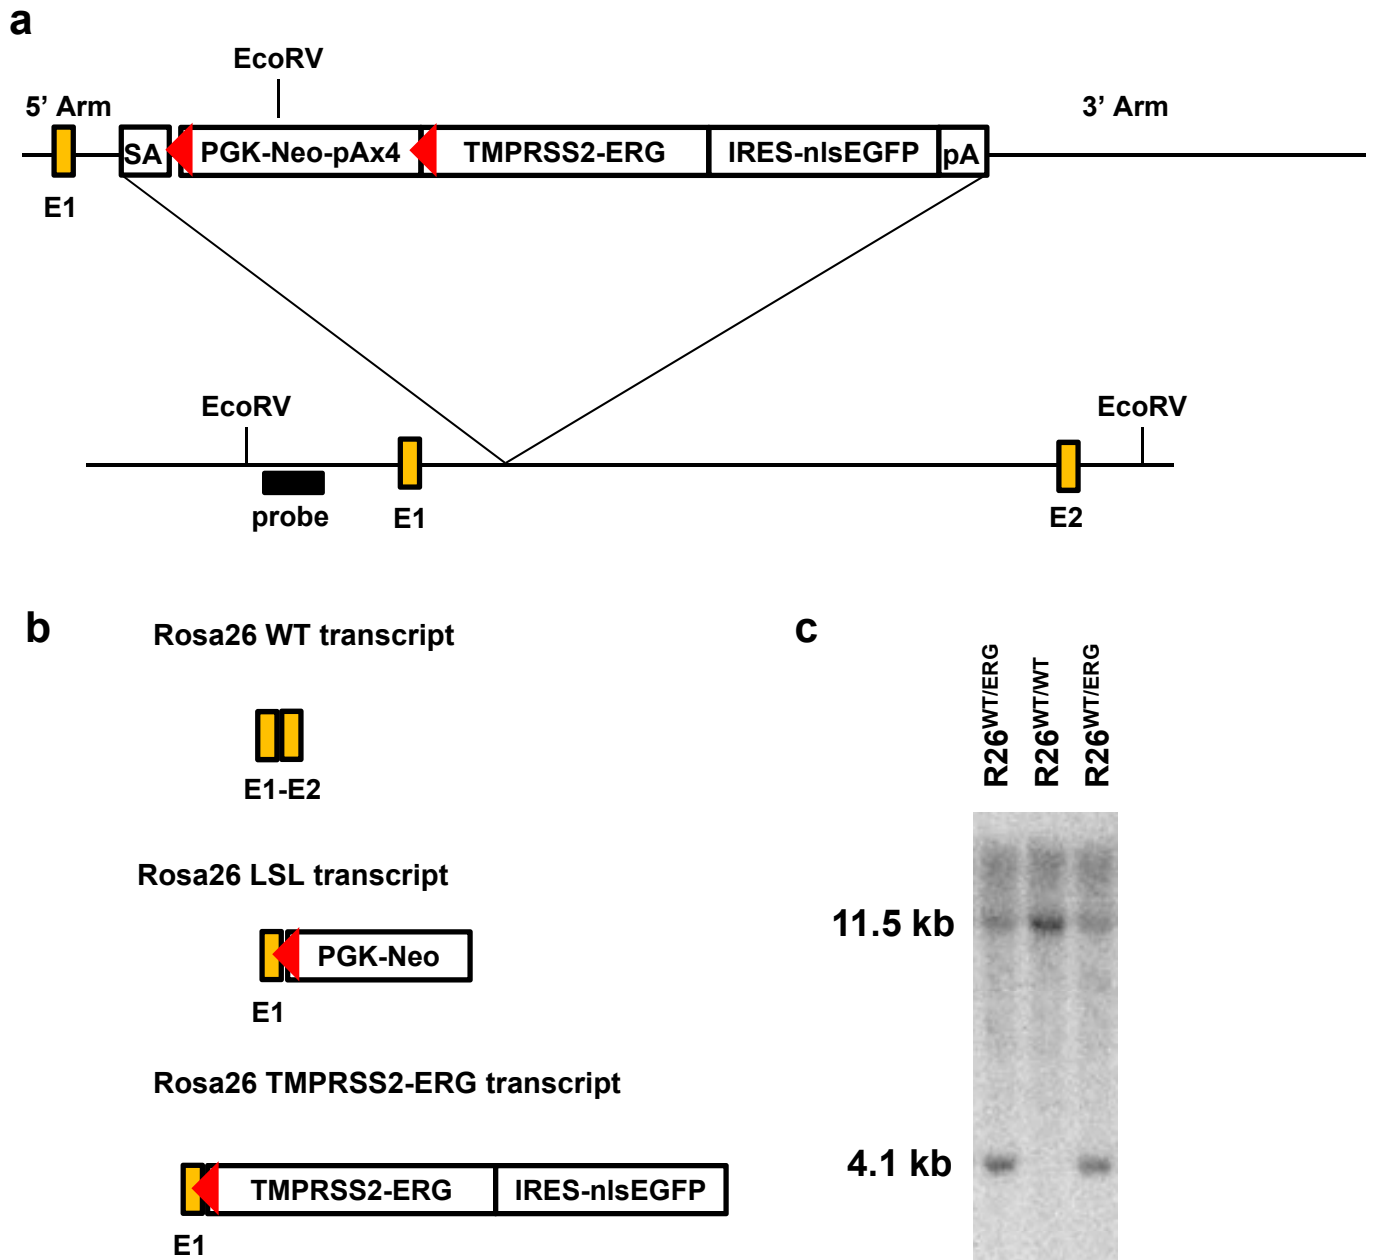 a
EcoRV
5’ Arm
3’ Arm
SA
PGK-Neo-pAx4
TMPRSS2-ERG
IRES-nlsEGFP
pA
E1
EcoRV
EcoRV
probe
E1
E2
b
Rosa26 WT transcript
E1-E2
Rosa26 LSL transcript
PGK-Neo
E1
Rosa26 TMPRSS2-ERG transcript
TMPRSS2-ERG
IRES-nlsEGFP
E1
c
R26WT/ERG
R26WT/WT
R26WT/ERG
11.5 kb
4.1 kb